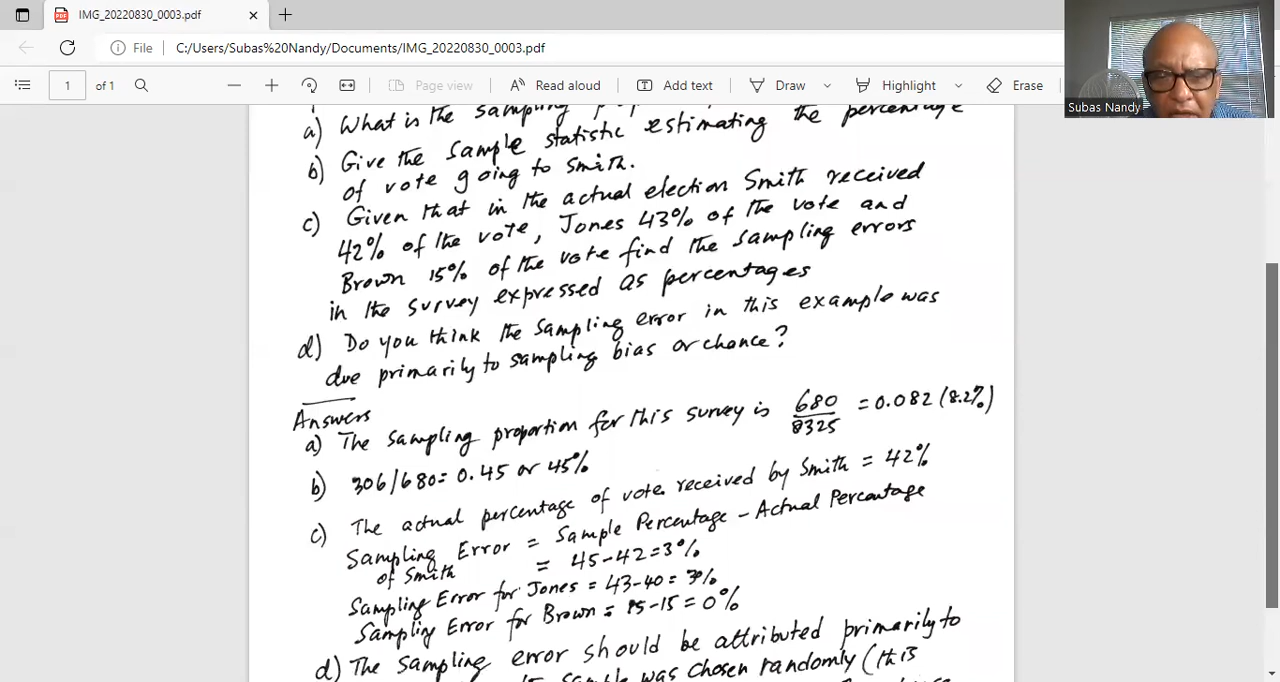 IMG_20220830_0003.pdf
File
C:/Users/Subas%20Nandy/Documents/IMG_20220830_0003.pdf
1 of 1
Page view
Read aloud
Add text
Draw
Highlight
Erase
Subas Nandy
a) What is the sampling
b) Give the sample statistic estimating the percentage
of vote going to Smith.
c) Given that in the actual election Smith received
42% of the vote, Jones 43% of the vote and
Brown 15% of the vote find the sampling errors
in the survey expressed as percentages
d) Do you think the sampling error in this example was
due primarily to sampling bias or chance?
Answers
a) The sampling proportion for this survey is 680/8325 = 0.082 (8.2%)
b) 306/680 = 0.45 or 45%
c) The actual percentage of vote received by Smith = 42%
Sampling Error = Sample Percentage - Actual Percentage
of Smith = 45-42=3%
Sampling Error for Jones = 43-40 = 3%
Sampling Error for Brown = 15-15 = 0%
d) The sampling error should be attributed primarily to
sample was chosen randomly (this